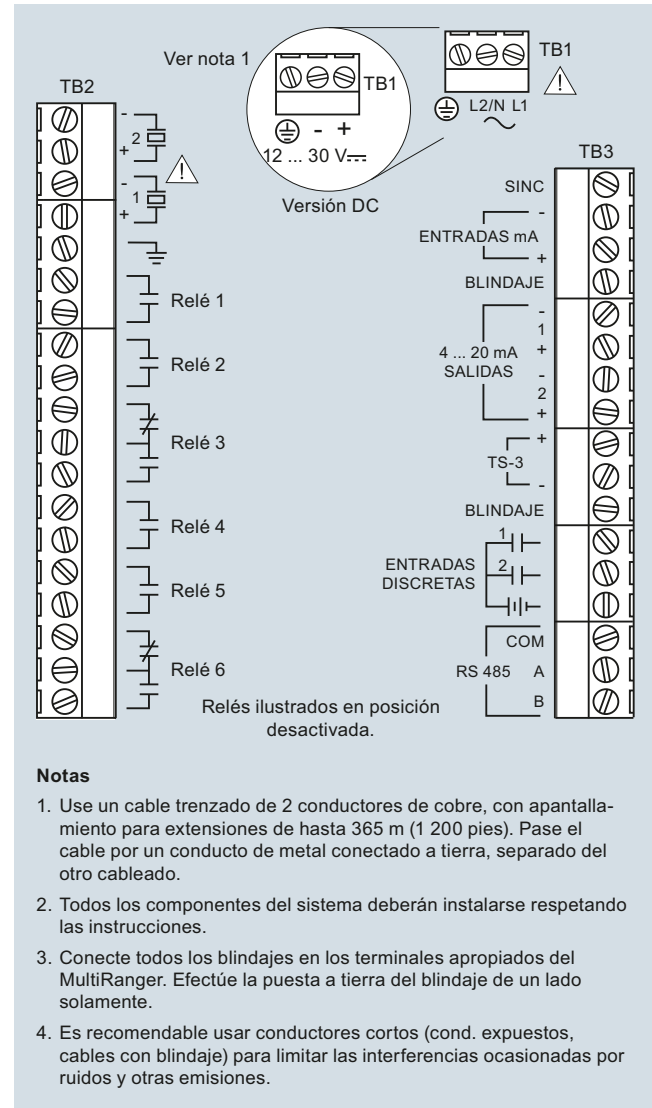 Ver nota 1
TB1
- +
12 ... 30 V
Versión DC
TB1
L2/N L1
TB2
-
2
+
-
1
+
Relé 1
Relé 2
Relé 3
Relé 4
Relé 5
Relé 6
TB3
SINC
-
ENTRADAS mA
+
BLINDAJE
-
1
4 ... 20 mA
+
SALIDAS
-
2
+
+
TS-3
-
BLINDAJE
1
ENTRADAS
2
DISCRETAS
COM
RS 485 A
B
Relés ilustrados en posición
desactivada.
Notas
1. Use un cable trenzado de 2 conductores de cobre, con apantalla-
miento para extensiones de hasta 365 m (1 200 pies). Pase el
cable por un conducto de metal conectado a tierra, separado del
otro cableado.
2. Todos los componentes del sistema deberán instalarse respetando
las instrucciones.
3. Conecte todos los blindajes en los terminales apropiados del
MultiRanger. Efectúe la puesta a tierra del blindaje de un lado
solamente.
4. Es recomendable usar conductores cortos (cond. expuestos,
cables con blindaje) para limitar las interferencias ocasionadas por
ruidos y otras emisiones.